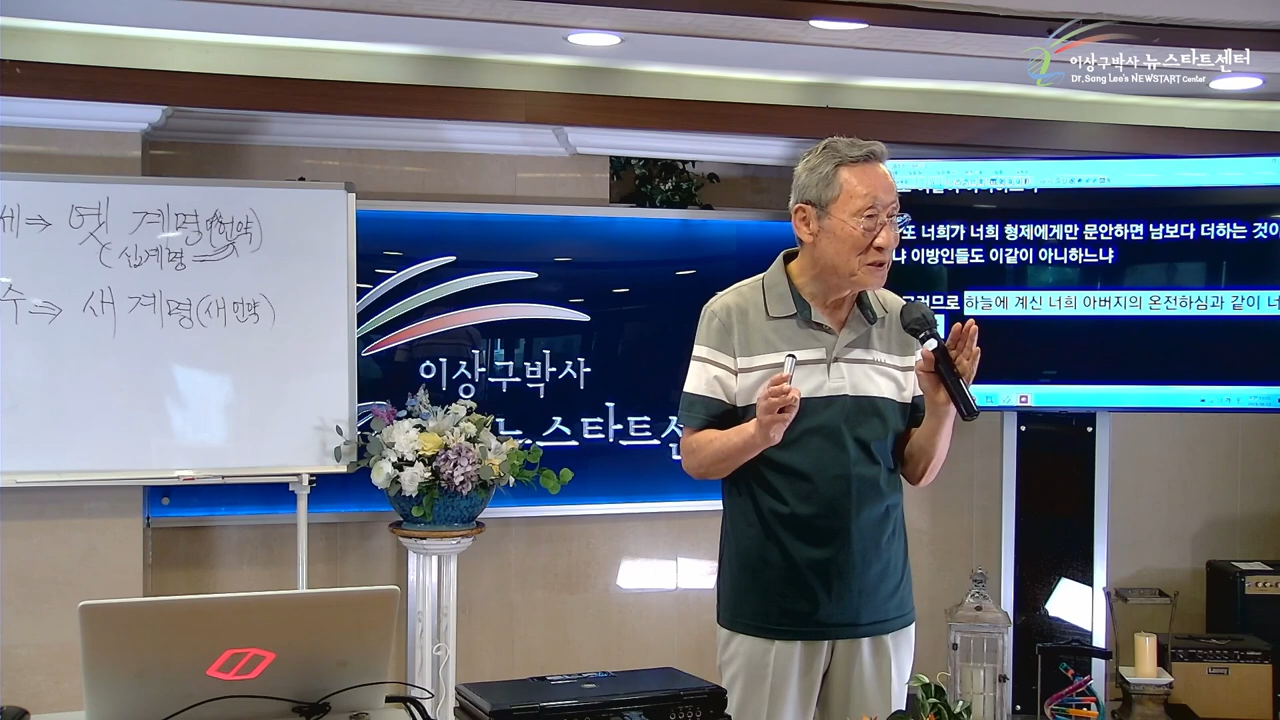 이상구박사 뉴스타트센터
Dr. Sang Lee's NEWSTART Center
세⇒ 옛 계명(옛언약)
(십계명
수⇒ 새 계명(새 언약)
이상구박사
뉴스타트센
또 너희가 너희 형제에게만 문안하면 남보다 더하는 것이
냐 이방인들도 이같이 아니하느냐
그러므로 하늘에 계신 너희 아버지의 온전하심과 같이 너
Laney